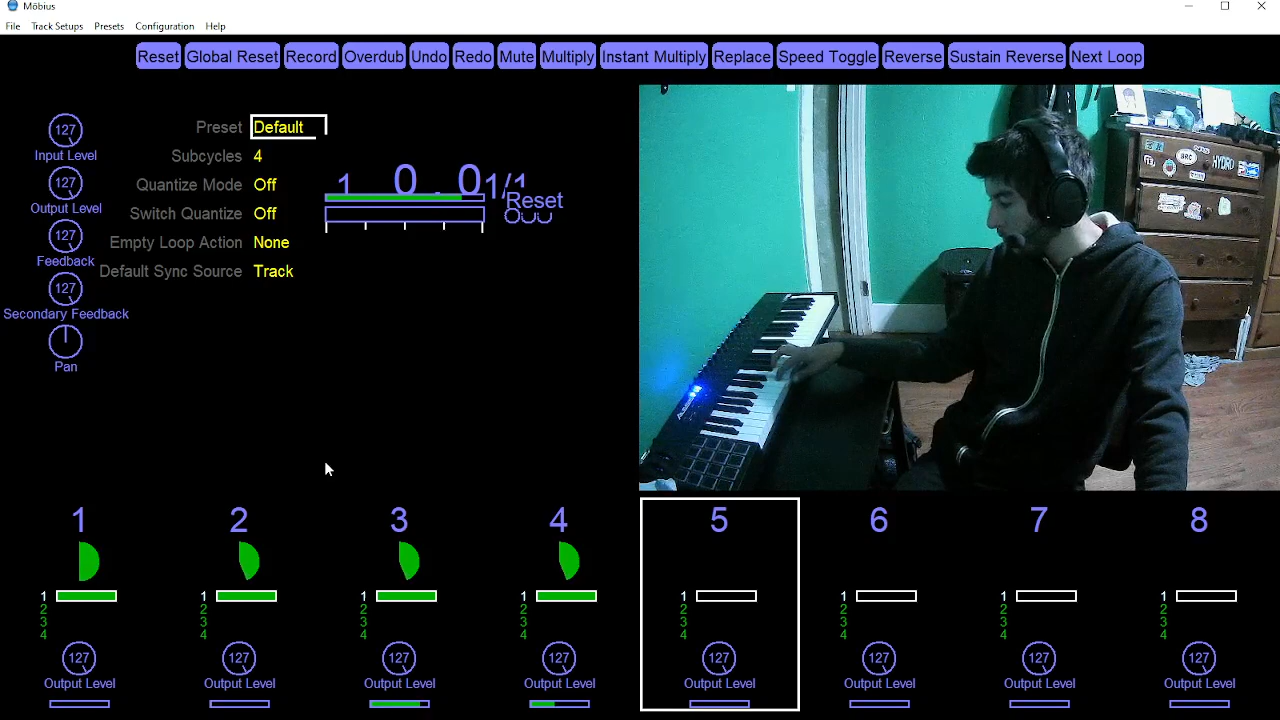 Möbius
File Track Setups Presets Configuration Help
Reset Global Reset Record Overdub Undo Redo Mute Multiply Instant Multiply Replace Speed Toggle Reverse Sustain Reverse Next Loop
127
Input Level
127
Output Level
127
Feedback
127
Secondary Feedback
Pan
Preset Default
Subcycles 4
Quantize Mode Off
Switch Quantize Off
Empty Loop Action None
Default Sync Source Track
1 0 . 0 1/1
Reset
BRC HYDRO
1 2 3 4 5 6 7 8
1 1 1 1 1 1 1 1
2 2 2 2 2 2 2 2
3 3 3 3 3 3 3 3
4 4 4 4 4 4 4 4
127 127 127 127 127 127 127 127
Output Level Output Level Output Level Output Level Output Level Output Level Output Level Output Level